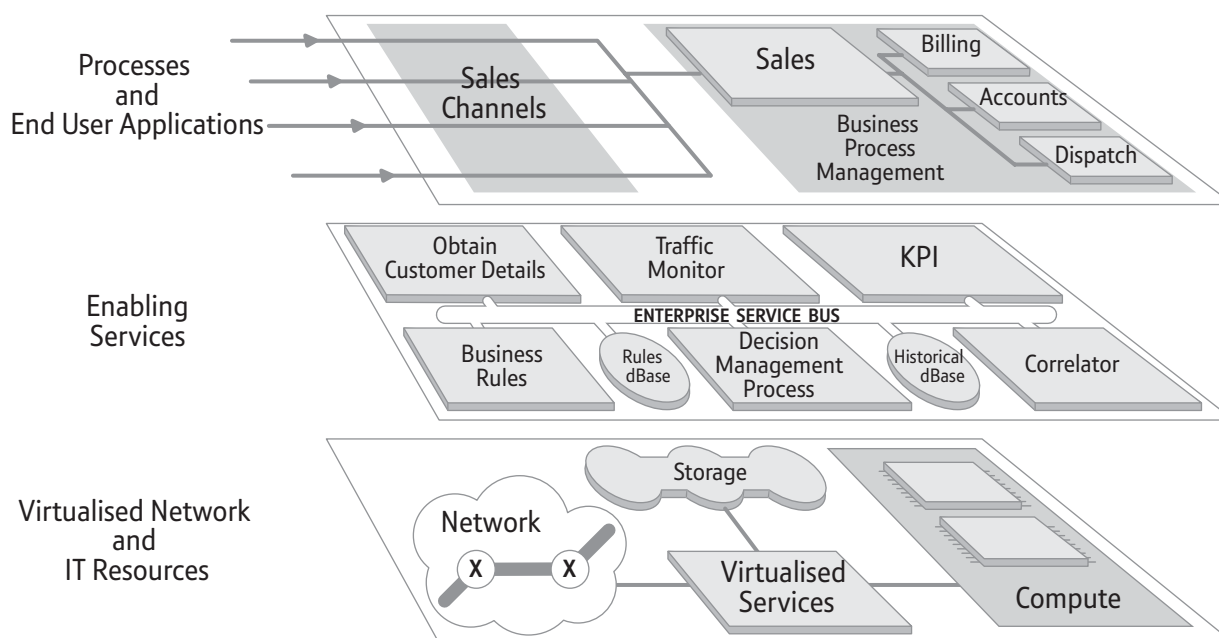 Processes
and
End User Applications
Sales
Channels
Sales
Billing
Accounts
Dispatch
Business
Process
Management
Enabling
Services
Obtain
Customer Details
Traffic
Monitor
KPI
ENTERPRISE SERVICE BUS
Business
Rules
Rules
dBase
Decision
Management
Process
Historical
dBase
Correlator
Virtualised Network
and
IT Resources
Storage
Network
X
X
Virtualised
Services
Compute